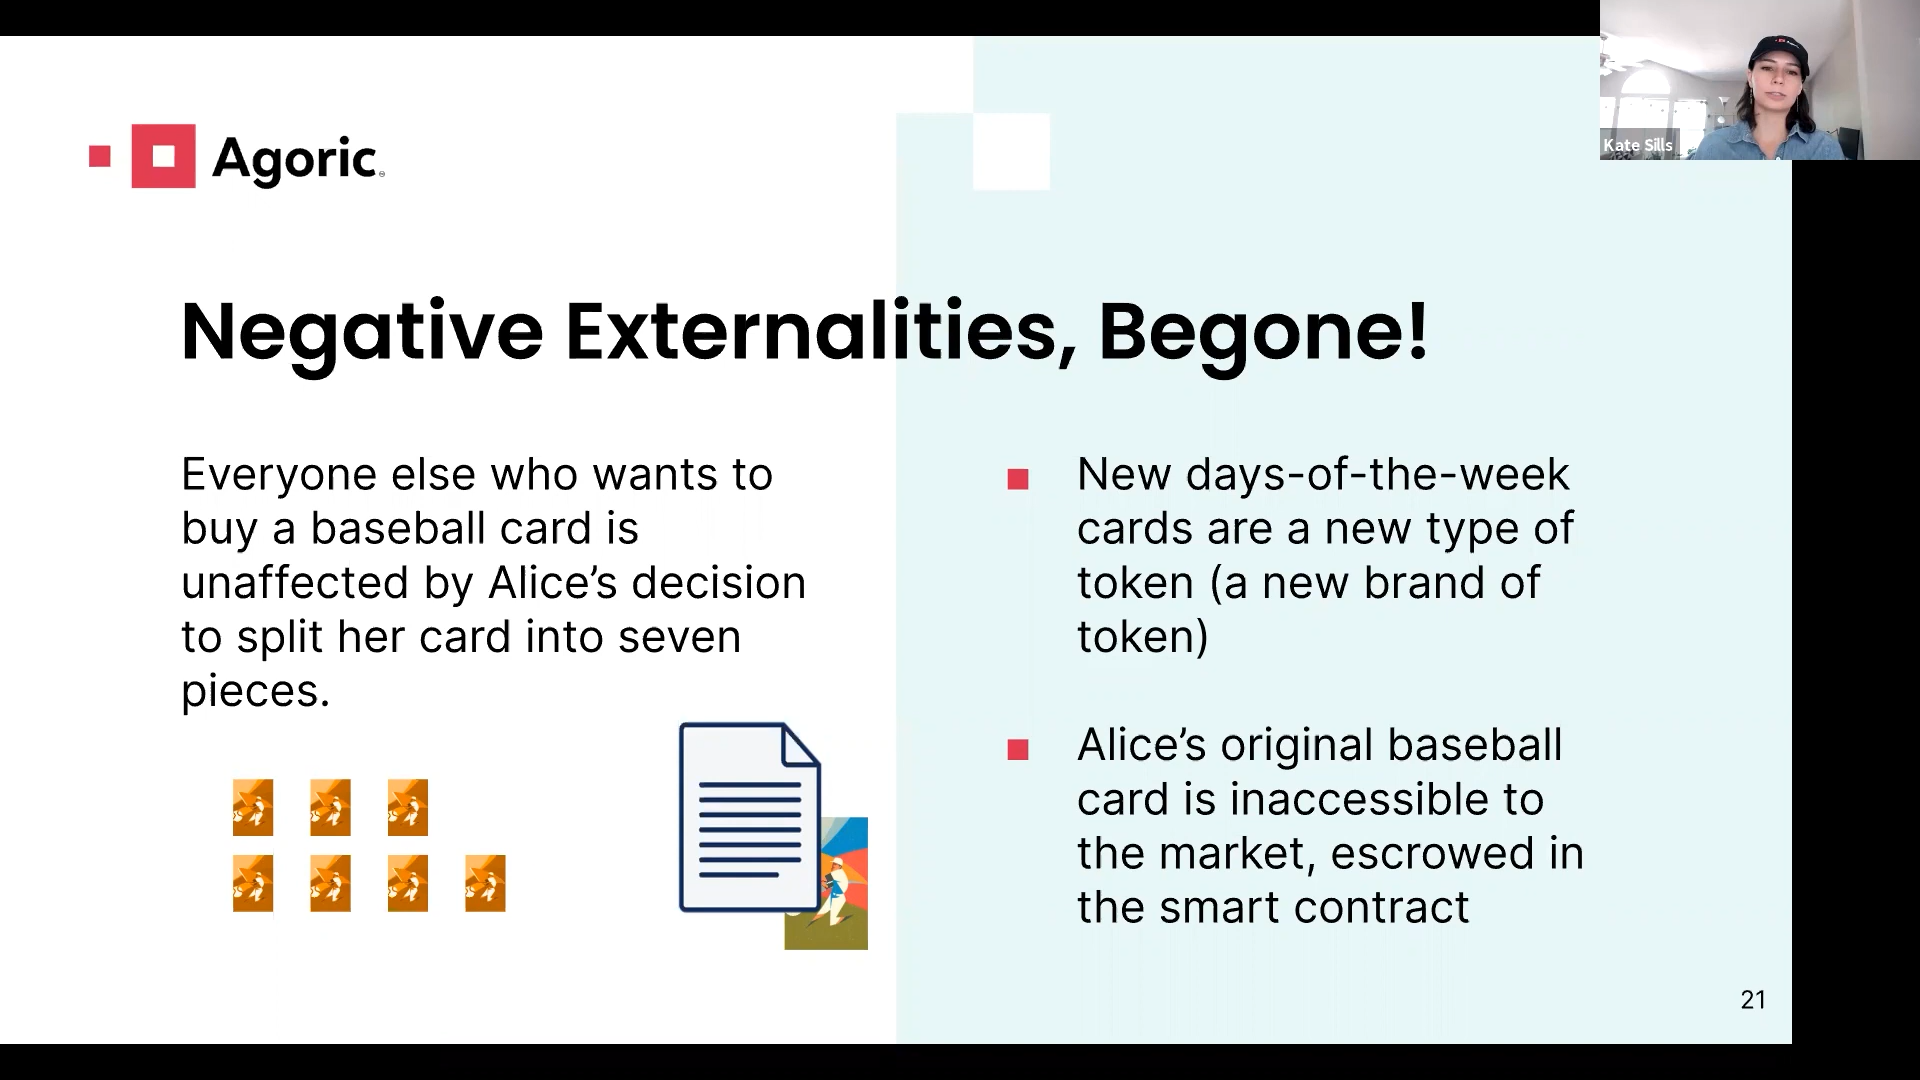 Kate Sills
Agoric
Negative Externalities, Begone!
Everyone else who wants to
buy a baseball card is
unaffected by Alice’s decision
to split her card into seven
pieces.
New days-of-the-week
cards are a new type of
token (a new brand of
token)
Alice’s original baseball
card is inaccessible to
the market, escrowed in
the smart contract
21